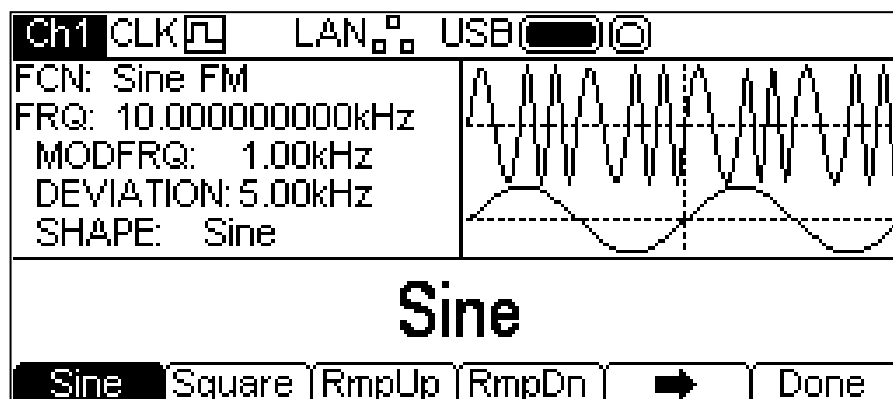 Ch1 CLK LAN USB
FCN: Sine FM
FRQ: 10.000000000kHz
MODFRQ: 1.00kHz
DEVIATION: 5.00kHz
SHAPE: Sine
Sine
Sine Square RmpUp RmpDn Done